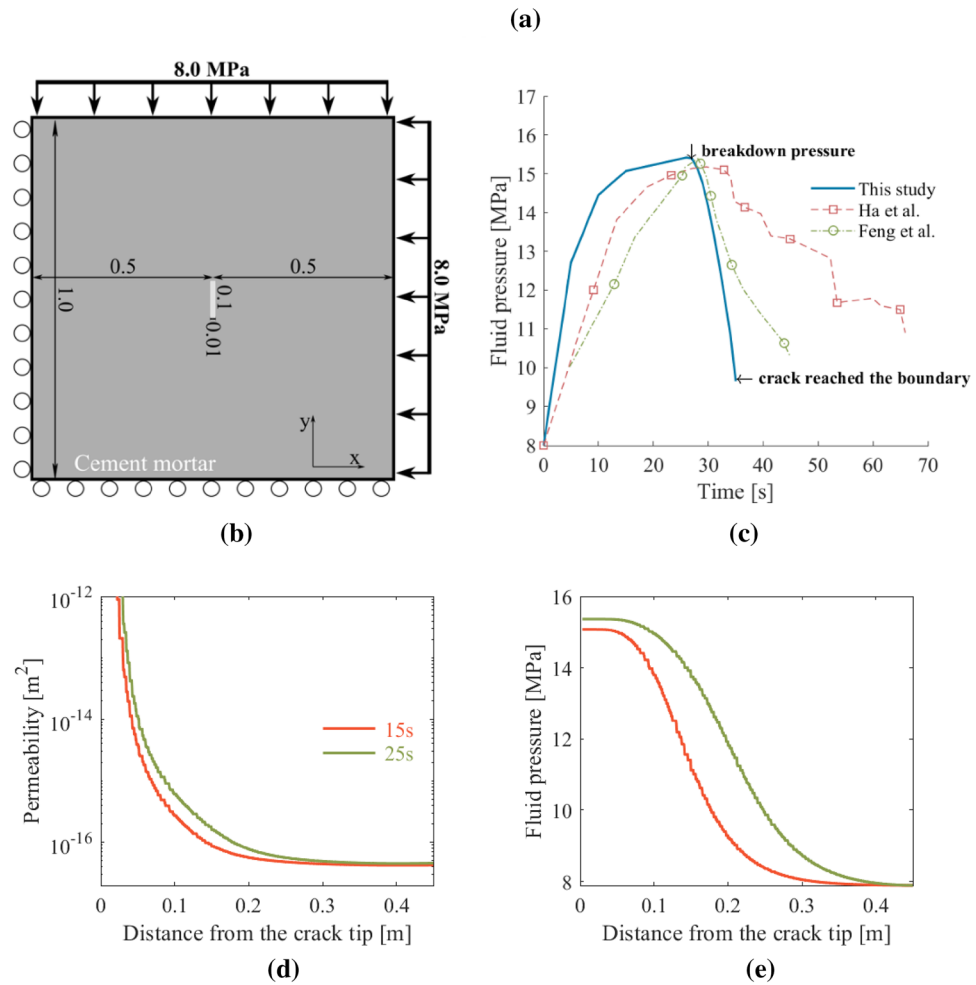 (a)
8.0 MPa
0.5
0.5
1.0
0.1
0.01
8.0 MPa
y
x
Cement mortar
(b)
17
16
15
14
13
12
11
10
9
8
Fluid pressure [MPa]
breakdown pressure
This study
Ha et al.
Feng et al.
crack reached the boundary
0 10 20 30 40 50 60 70
Time [s]
(c)
10⁻¹²
10⁻¹⁴
10⁻¹⁶
Permeability [m²]
15s
25s
0 0.1 0.2 0.3 0.4
Distance from the crack tip [m]
(d)
16
14
12
10
8
Fluid pressure [MPa]
0 0.1 0.2 0.3 0.4
Distance from the crack tip [m]
(e)